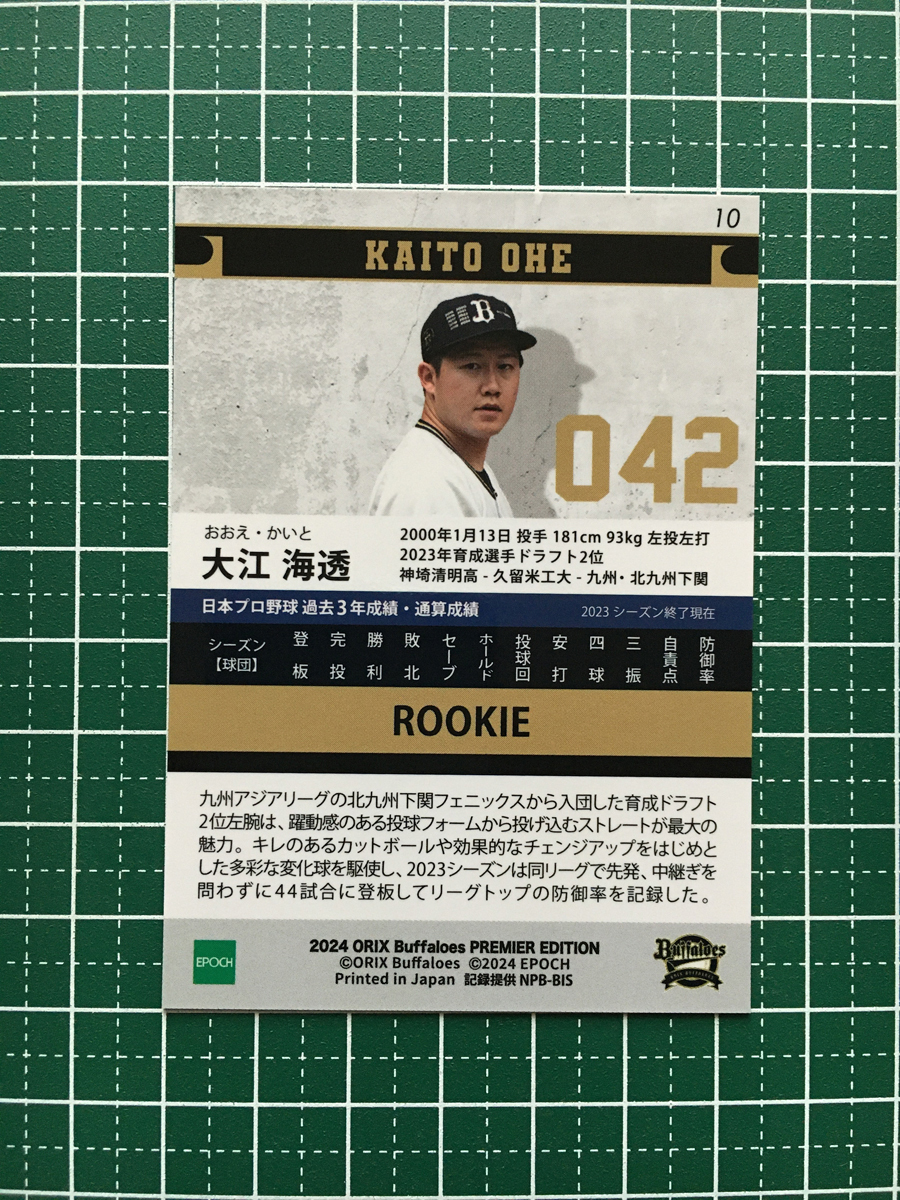 10
KAITO OHE
B
042
おおえ・かいと
大江 海透
2000年1月13日 投手 181cm 93kg 左投左打
2023年育成選手ドラフト2位
神埼清明高 - 久留米工大 - 九州・北九州下関
日本プロ野球 過去3年成績・通算成績
2023 シーズン終了現在
シーズン
【球団】
登板 完投 勝利 敗北 セーブ ホールド 投球回 安打 四球 三振 自責点 防御率
ROOKIE
九州アジアリーグの北九州下関フェニックスから入団した育成ドラフト
2位左腕は、躍動感のある投球フォームから投げ込むストレートが最大の
魅力。キレのあるカットボールや効果的なチェンジアップをはじめと
した多彩な変化球を駆使し、2023シーズンは同リーグで先発、中継ぎを
問わずに44試合に登板してリーグトップの防御率を記録した。
EPOCH
2024 ORIX Buffaloes PREMIER EDITION
©ORIX Buffaloes ©2024 EPOCH
Printed in Japan 記録提供 NPB-BIS
Buffaloes
ORIX BUFFALOES